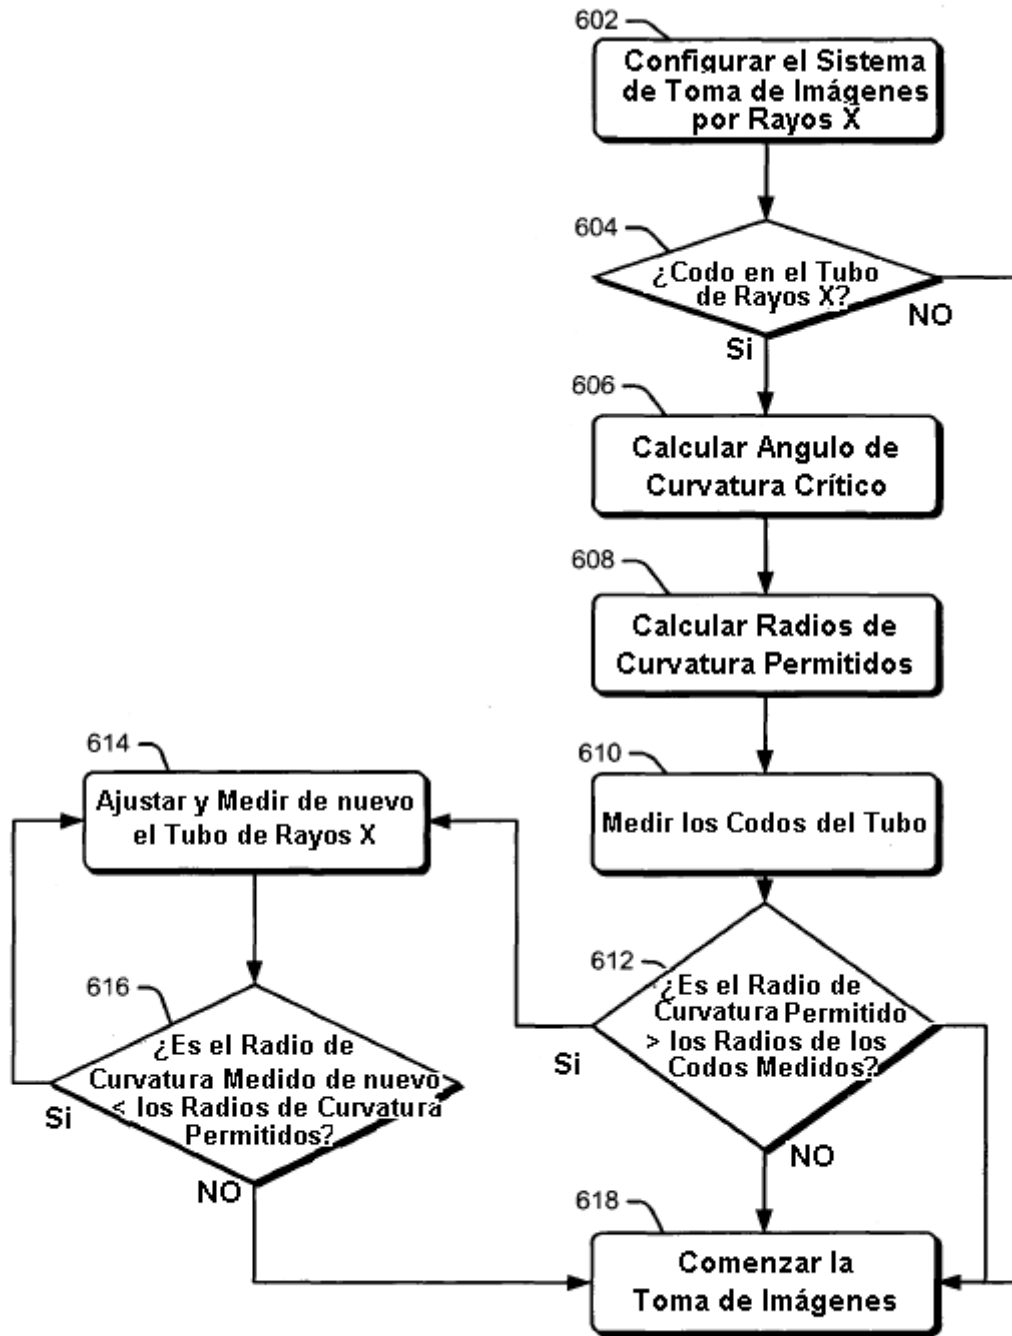 602
Configurar el Sistema
de Toma de Imágenes
por Rayos X
604
¿Codo en el Tubo
de Rayos X?
NO
Si
606
Calcular Angulo de
Curvatura Crítico
608
Calcular Radios de
Curvatura Permitidos
610
Medir los Codos del Tubo
612
¿Es el Radio de
Curvatura Permitido
> los Radios de los
Codos Medidos?
Si
NO
614
Ajustar y Medir de nuevo
el Tubo de Rayos X
616
¿Es el Radio de
Curvatura Medido de nuevo
< los Radios de Curvatura
Permitidos?
Si
NO
618
Comenzar la
Toma de Imágenes